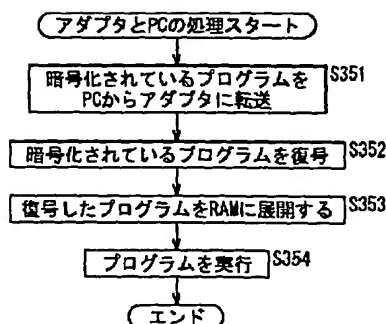 アダプタとPCの処理スタート
暗号化されているプログラムを
PCからアダプタに転送
S351
暗号化されているプログラムを復号
S352
復号したプログラムをRAMに展開する
S353
プログラムを実行
S354
エンド